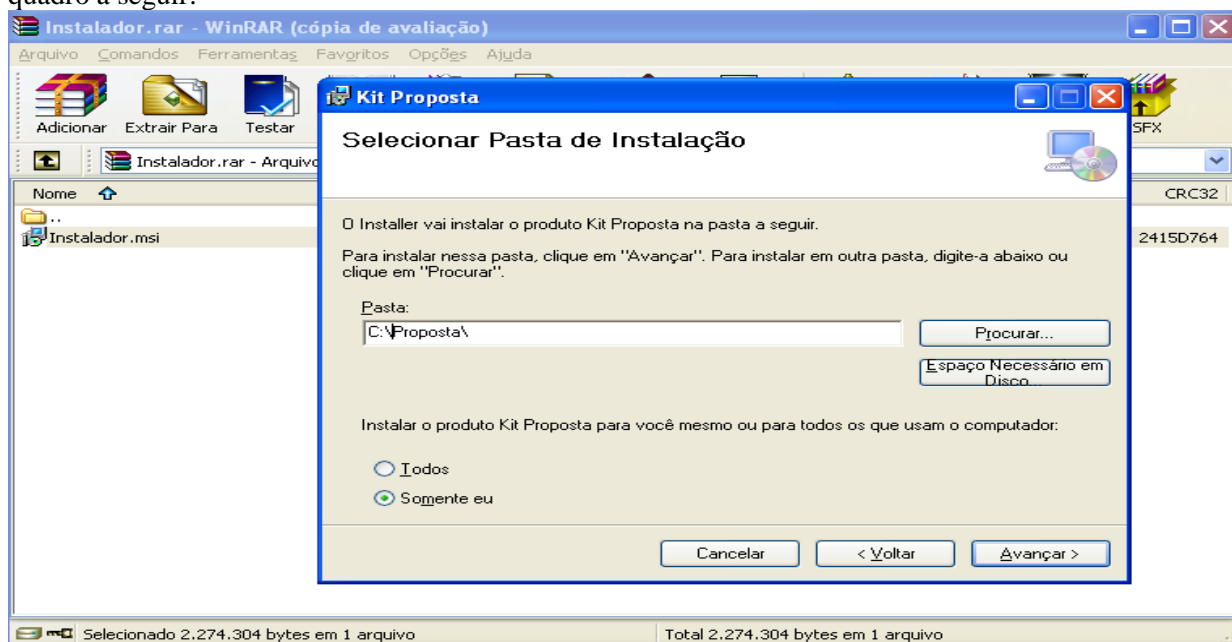 quadro a seguir:
Instalador.rar - WinRAR (cópia de avaliação)
Arquivo Comandos Ferramentas Favoritos Opções Ajuda
Adicionar Extrair Para Testar SFX
Instalador.rar - Arquivo
Nome CRC32
..
Instalador.msi 2415D764
Kit Proposta
Selecionar Pasta de Instalação
O Installer vai instalar o produto Kit Proposta na pasta a seguir.
Para instalar nessa pasta, clique em "Avançar". Para instalar em outra pasta, digite-a abaixo ou
clique em "Procurar".
Pasta:
C:\Proposta\
Procurar...
Espaço Necessário em
Disco...
Instalar o produto Kit Proposta para você mesmo ou para todos os que usam o computador:
Todos
Somente eu
Cancelar < Voltar Avançar >
Selecionado 2.274.304 bytes em 1 arquivo Total 2.274.304 bytes em 1 arquivo